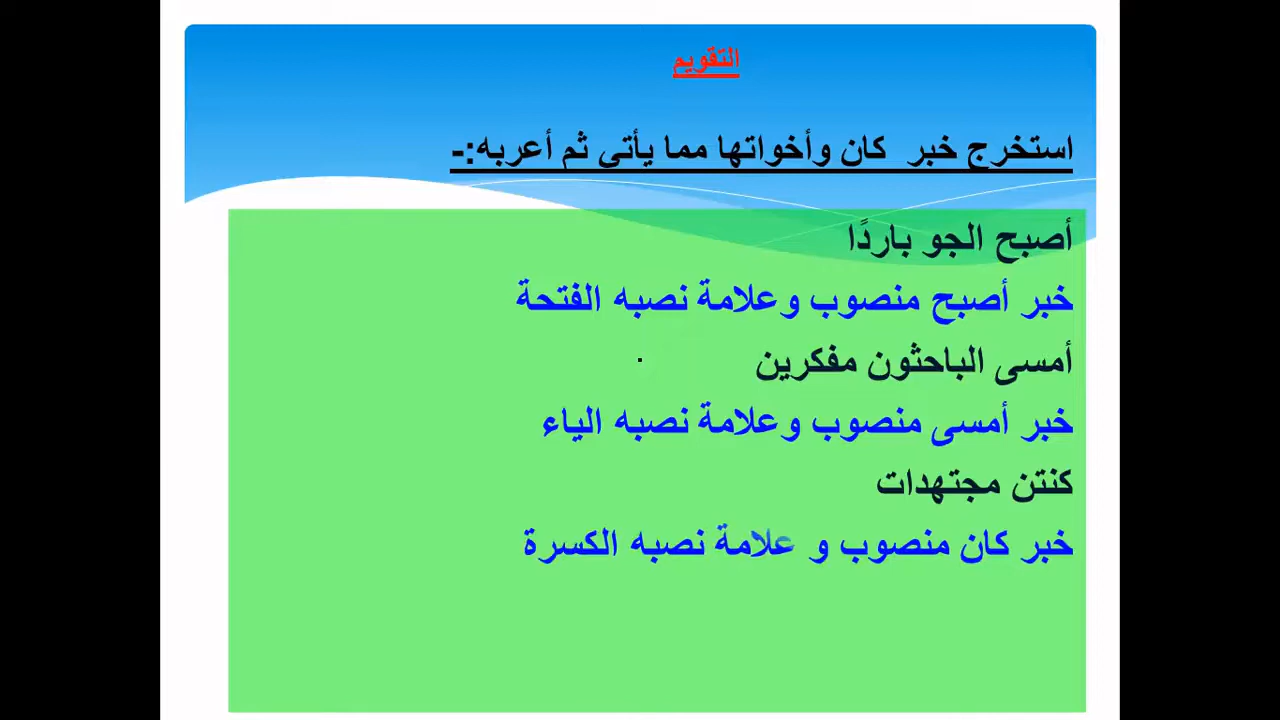 التقويم
استخرج خبر كان وأخواتها مما يأتى ثم أعربه:-
أصبح الجو باردًا
خبر أصبح منصوب وعلامة نصبه الفتحة
أمسى الباحثون مفكرين
خبر أمسى منصوب وعلامة نصبه الياء
كنتن مجتهدات
خبر كان منصوب و علامة نصبه الكسرة